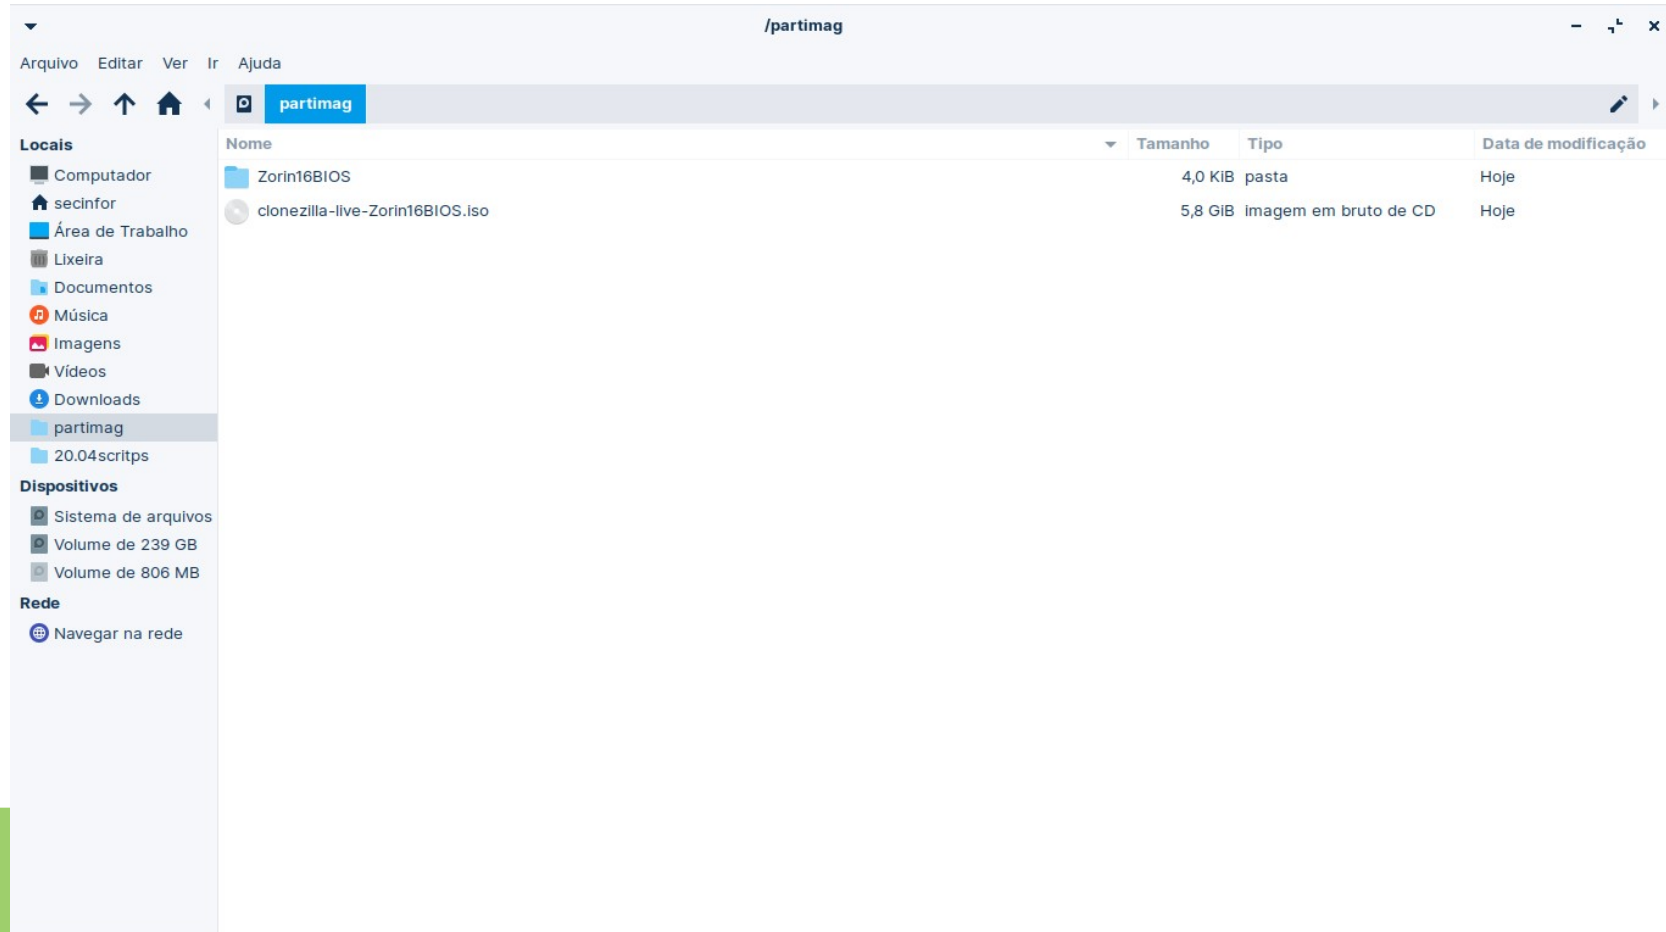 /partimag
Arquivo Editar Ver Ir Ajuda
partimag
Locais
Computador
secinfor
Área de Trabalho
Lixeira
Documentos
Música
Imagens
Vídeos
Downloads
partimag
20.04scritps
Dispositivos
Sistema de arquivos
Volume de 239 GB
Volume de 806 MB
Rede
Navegar na rede
Nome Tamanho Tipo Data de modificação
Zorin16BIOS 4,0 KiB pasta Hoje
clonezilla-live-Zorin16BIOS.iso 5,8 GiB imagem em bruto de CD Hoje